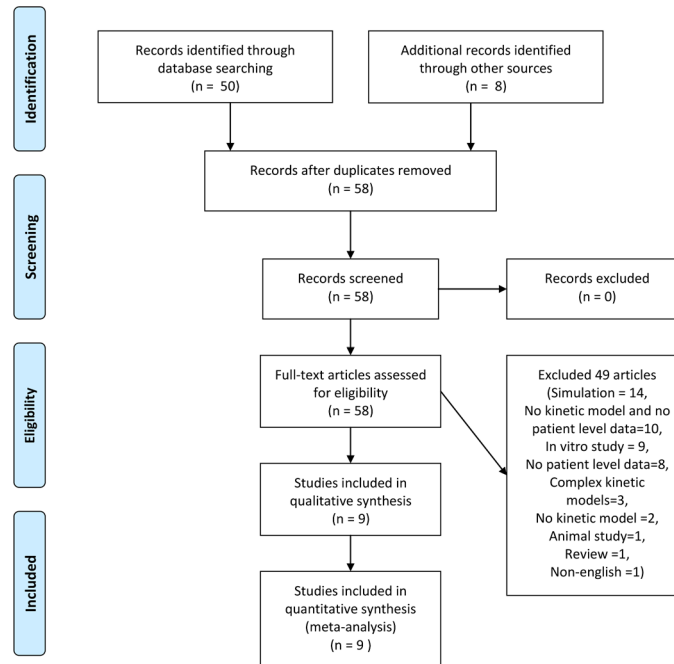 Identification
Records identified through
database searching
(n = 50)
Additional records identified
through other sources
(n = 8)
Records after duplicates removed
(n = 58)
Screening
Records screened
(n = 58)
Records excluded
(n = 0)
Eligibility
Full-text articles assessed
for eligibility
(n = 58)
Excluded 49 articles
(Simulation = 14,
No kinetic model and no
patient level data=10,
In vitro study = 9,
No patient level data=8,
Complex kinetic
models=3,
No kinetic model =2,
Animal study=1,
Review =1,
Non-english =1)
Studies included in
qualitative synthesis
(n = 9)
Included
Studies included in
quantitative synthesis
(meta-analysis)
(n = 9 )